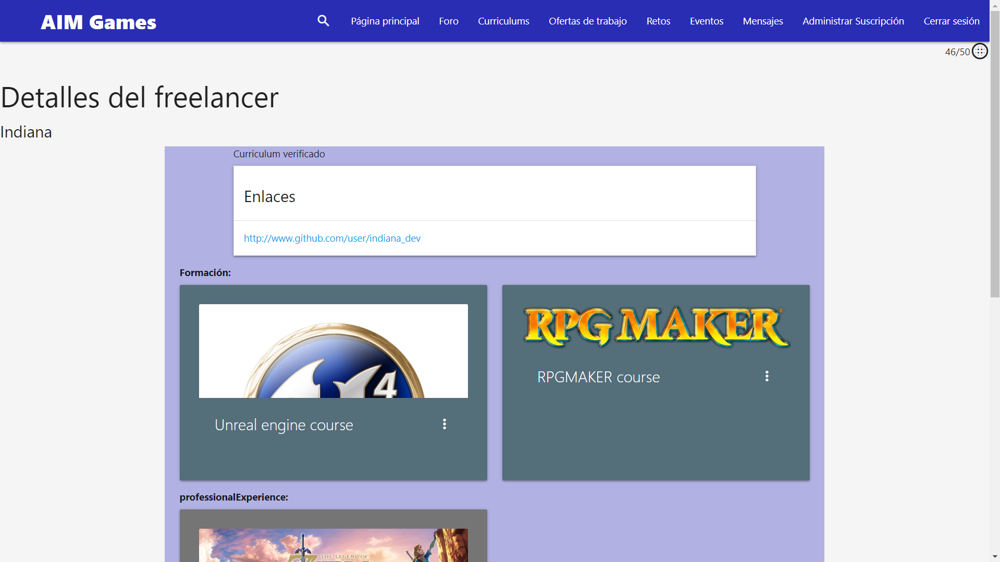 AIM Games
Página principal
Foro
Curriculums
Ofertas de trabajo
Retos
Eventos
Mensajes
Administrar Suscripción
Cerrar sesión
46/50
Detalles del freelancer
Indiana
Curriculum verificado
Enlaces
http://www.github.com/user/indiana_dev
Formación:
4
RPG MAKER®
Unreal engine course
RPGMAKER course
professionalExperience:
THE LEGEND OF